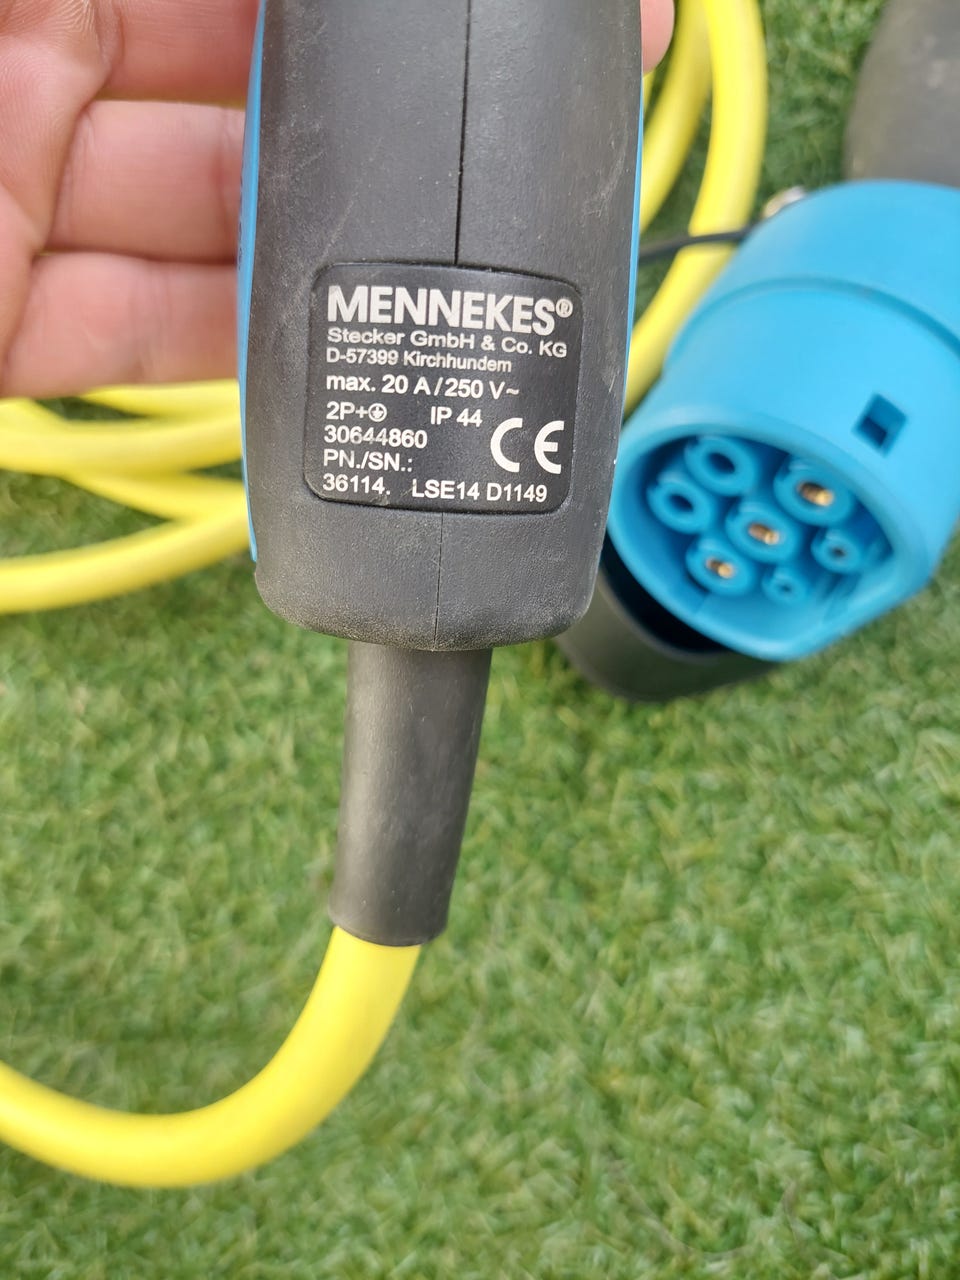 MENNEKES®
Stecker GmbH & Co. KG
D-57399 Kirchhundem
max. 20 A / 250 V~
2P+⏚ IP 44
30644860 CE
PN./SN.:
36114. LSE14 D1149